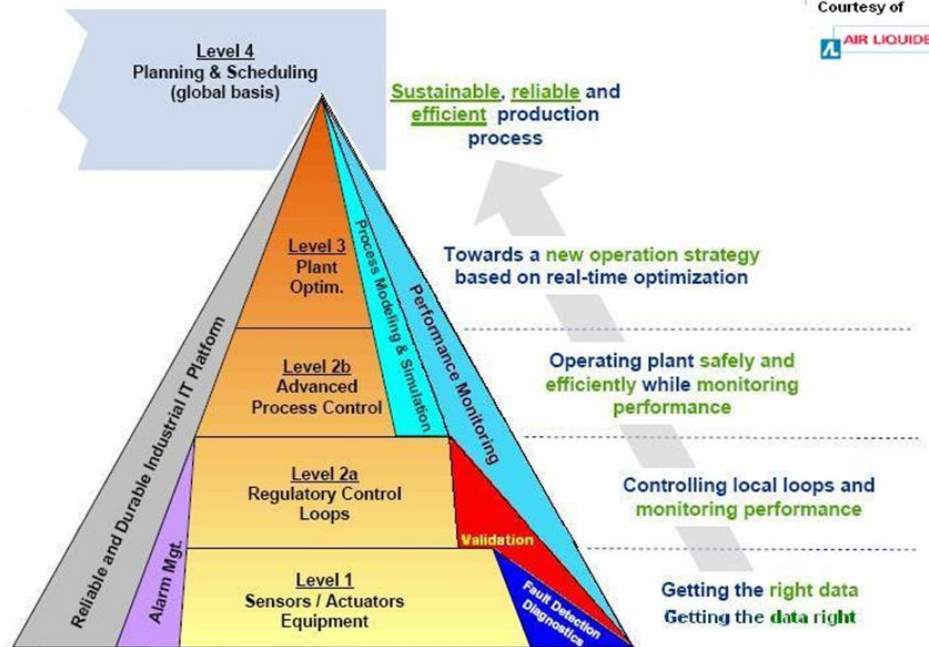 Courtesy of
AIR LIQUIDE
Level 4
Planning & Scheduling
(global basis)
Sustainable, reliable and
efficient production
process
Level 3
Plant
Optim.
Process Modeling & Simulation
Performance Monitoring
Towards a new operation strategy
based on real-time optimization
Reliable and Durable Industrial IT Platform
Level 2b
Advanced
Process Control
Operating plant safely and
efficiently while monitoring
performance
Level 2a
Regulatory Control
Loops
Validation
Controlling local loops and
monitoring performance
Alarm Mgt.
Level 1
Sensors / Actuators
Equipment
Fault Detection
Diagnostics
Getting the right data
Getting the data right